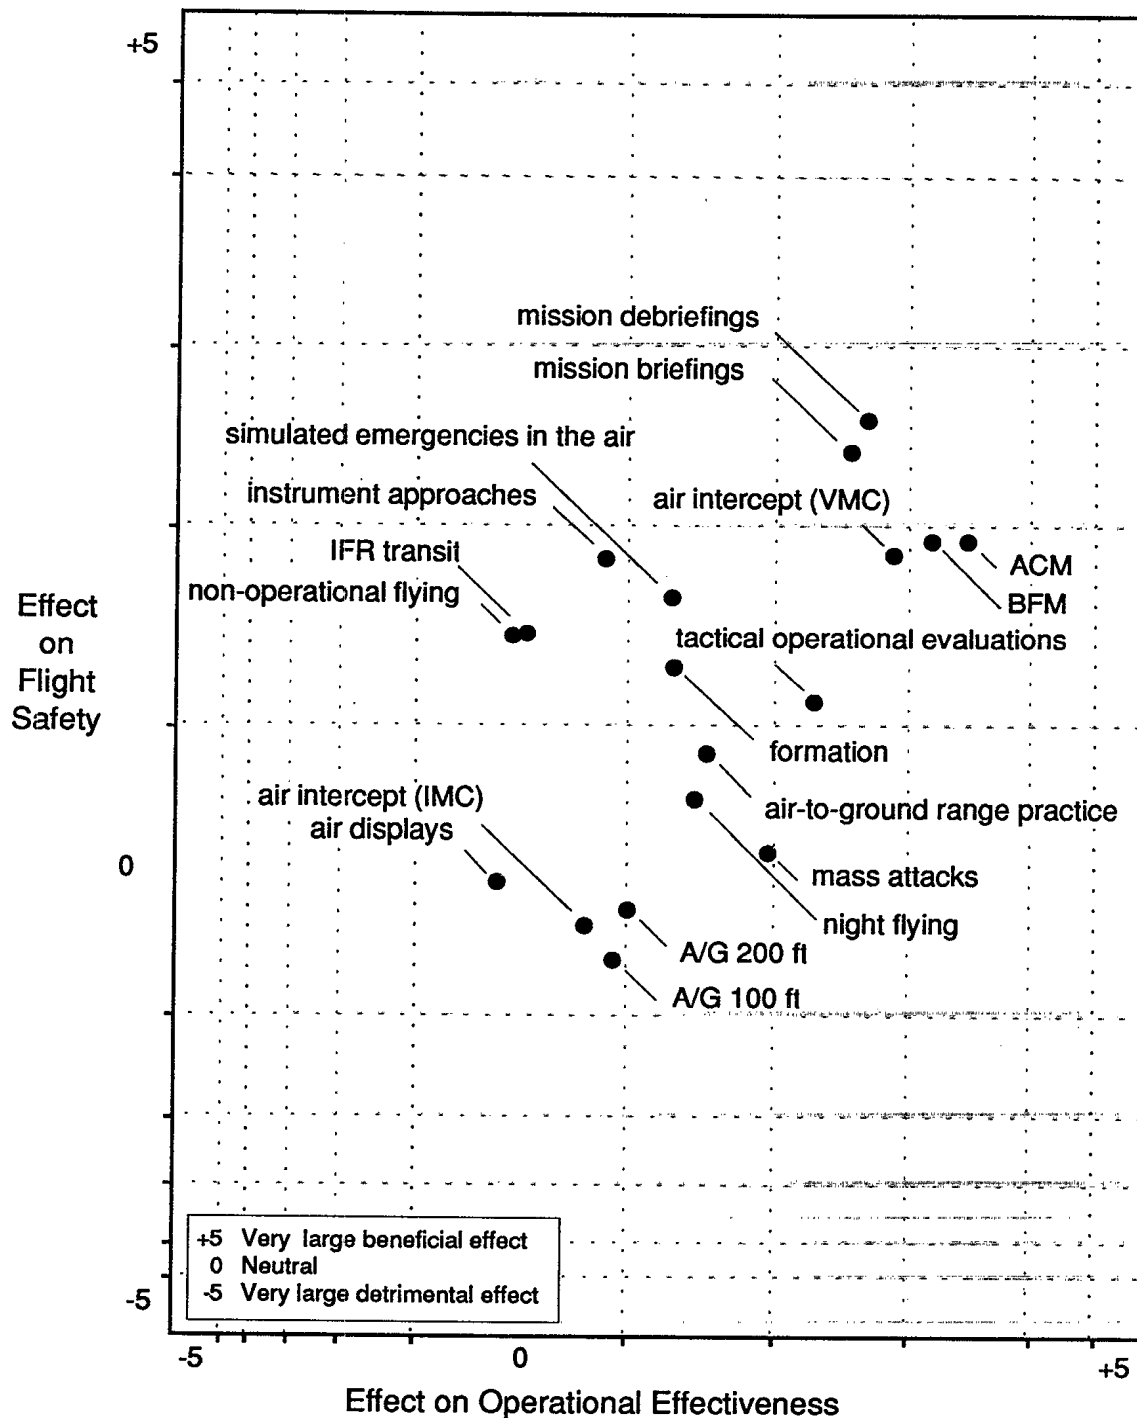 +5
mission debriefings
mission briefings
simulated emergencies in the air
instrument approaches
air intercept (VMC)
IFR transit
ACM
non-operational flying
BFM
Effect
on
Flight
Safety
tactical operational evaluations
formation
air intercept (IMC)
air-to-ground range practice
air displays
0
mass attacks
night flying
A/G 200 ft
A/G 100 ft
+5 Very large beneficial effect
0 Neutral
-5 Very large detrimental effect
-5
-5 0 +5
Effect on Operational Effectiveness